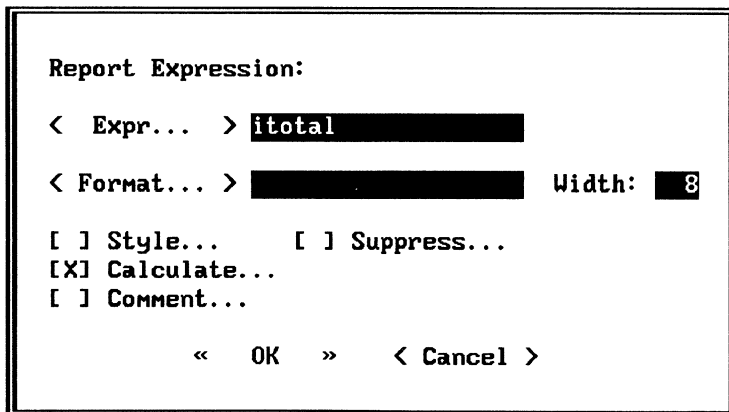 Report Expression:
< Expr... > itotal
< Format... > Width: 8
[ ] Style... [ ] Suppress...
[X] Calculate...
[ ] Comment...
« OK » < Cancel >